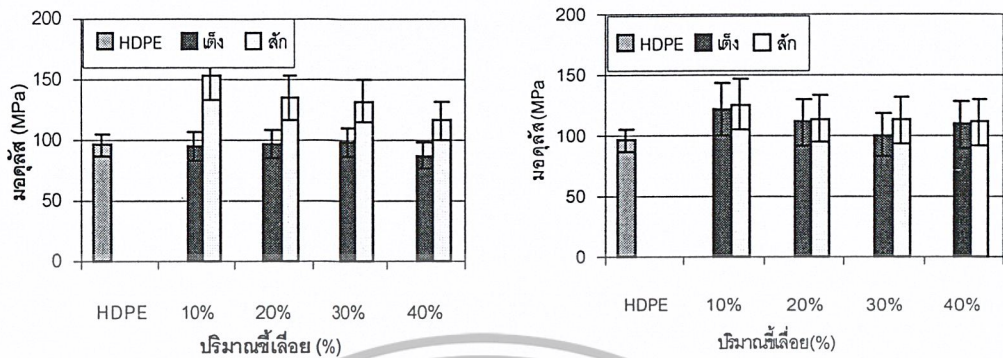 200
150
100
50
0
มอดุลัส (MPa)
HDPE เต็ง สัก
HDPE 10% 20% 30% 40%
ปริมาณขี้เลื่อย (%)
200
150
100
50
0
มอดุลัส (MPa
HDPE เต็ง สัก
HDPE 10% 20% 30% 40%
ปริมาณขี้เลื่อย(%)